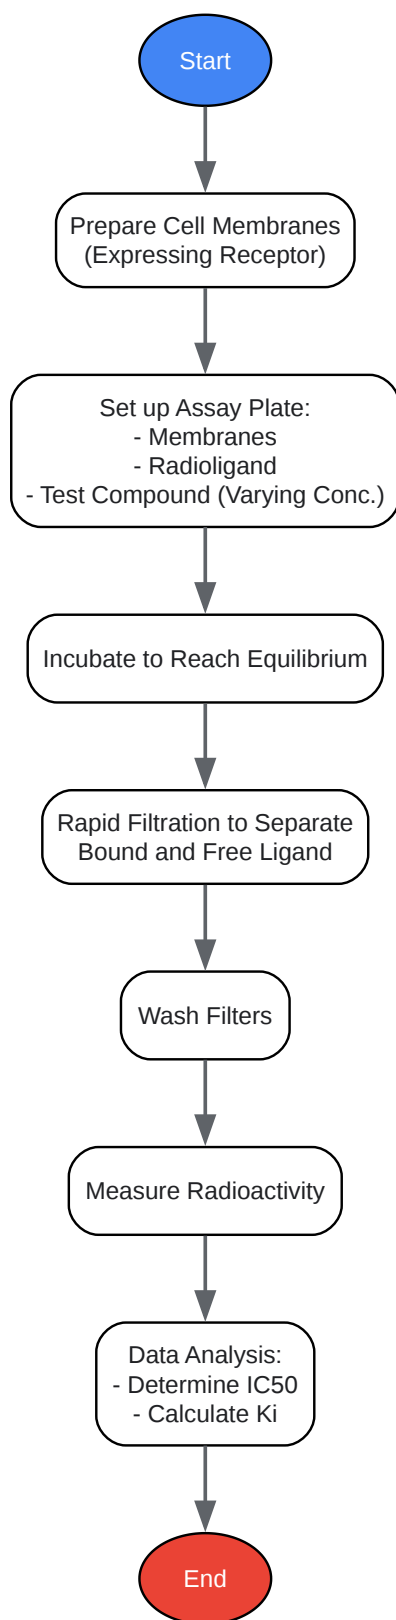 Start
Prepare Cell Membranes
(Expressing Receptor)
Set up Assay Plate:
- Membranes
- Radioligand
- Test Compound (Varying Conc.)
Incubate to Reach Equilibrium
Rapid Filtration to Separate
Bound and Free Ligand
Wash Filters
Measure Radioactivity
Data Analysis:
- Determine IC50
- Calculate Ki
End